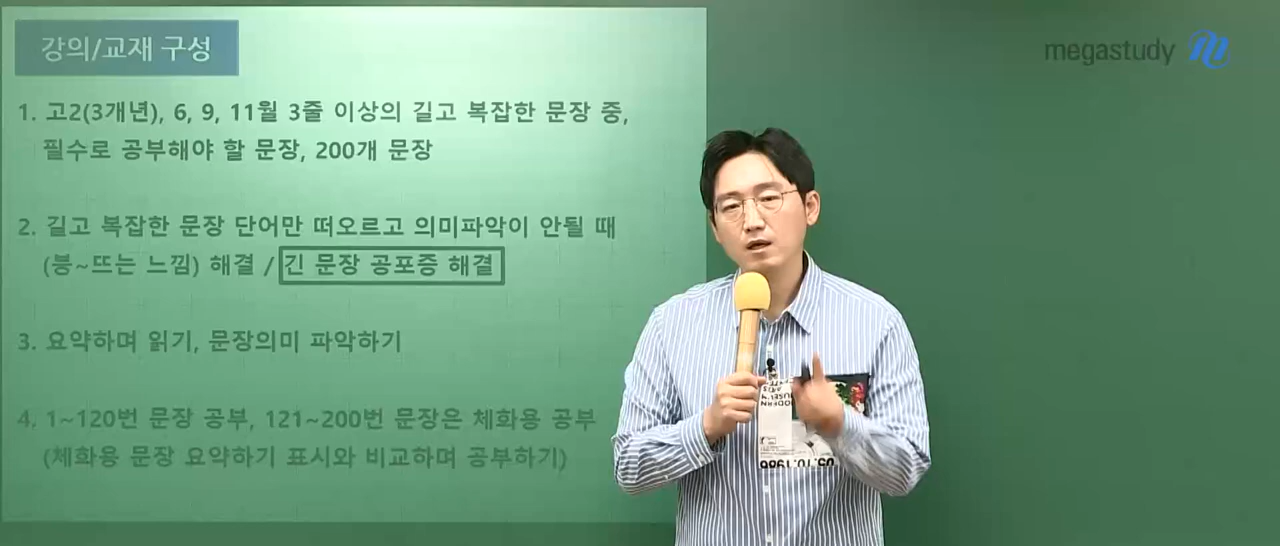 강의/교재 구성
megastudy
1. 고2(3개년), 6, 9, 11월 3줄 이상의 길고 복잡한 문장 중,
필수로 공부해야 할 문장, 200개 문장
2. 길고 복잡한 문장 단어만 떠오르고 의미파악이 안될 때
(붕~뜨는 느낌) 해결 / 긴 문장 공포증 해결
3. 요약하며 읽기, 문장의미 파악하기
4. 1~120번 문장 공부, 121~200번 문장은 체화용 공부
(체화용 문장 요약하기 표시와 비교하며 공부하기)
MODERN